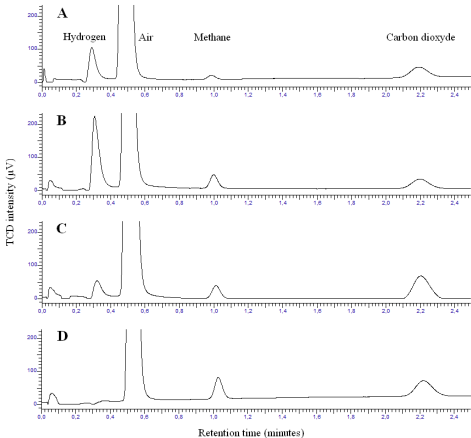 A
Hydrogen Air Methane Carbon dioxyde
200
100
0
0,0 0,2 0,4 0,6 0,8 1,0 1,2 1,4 1,6 1,8 2,0 2,2 2,4
B
200
100
0
0,0 0,2 0,4 0,6 0,8 1,0 1,2 1,4 1,6 1,8 2,0 2,2 2,4
TCD intensity (µV)
C
200
100
0
0,0 0,2 0,4 0,6 0,8 1,0 1,2 1,4 1,6 1,8 2,0 2,2 2,4
D
200
100
0
0,0 0,2 0,4 0,6 0,8 1,0 1,2 1,4 1,6 1,8 2,0 2,2 2,4
Retention time (minutes)